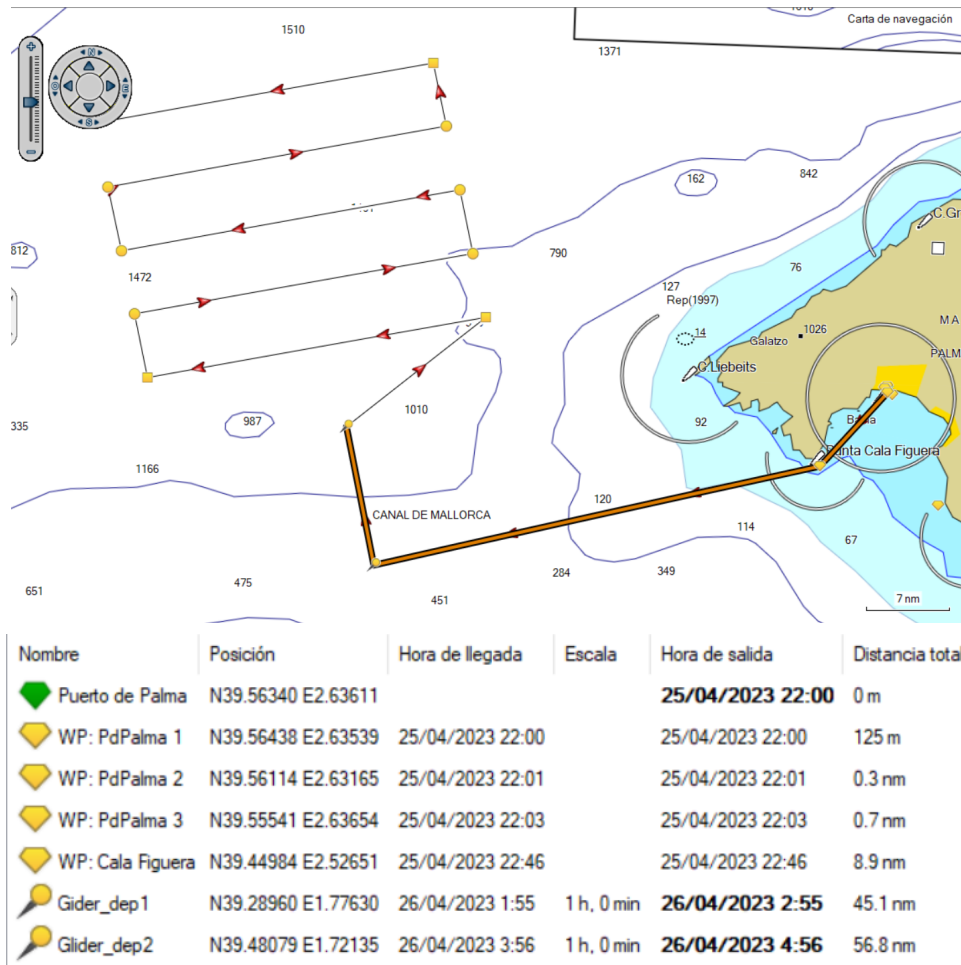 1510
Carta de navegación
1371
842
162
812
790
76
1472
127
Rep(1997)
C.Gr
14
1026
Galatzo
M A
PALM
C.Llebeits
1010
987
92
335
Bahia
Punta Cala Figuera
1166
120
CANAL DE MALLORCA
114
67
284
349
475
651
451
7 nm
Nombre Posición Hora de llegada Escala Hora de salida Distancia total
Puerto de Palma N39.56340 E2.63611 25/04/2023 22:00 0 m
WP: PdPalma 1 N39.56438 E2.63539 25/04/2023 22:00 25/04/2023 22:00 125 m
WP: PdPalma 2 N39.56114 E2.63165 25/04/2023 22:01 25/04/2023 22:01 0.3 nm
WP: PdPalma 3 N39.55541 E2.63654 25/04/2023 22:03 25/04/2023 22:03 0.7 nm
WP: Cala Figuera N39.44984 E2.52651 25/04/2023 22:46 25/04/2023 22:46 8.9 nm
Gider_dep1 N39.28960 E1.77630 26/04/2023 1:55 1 h, 0 min 26/04/2023 2:55 45.1 nm
Glider_dep2 N39.48079 E1.72135 26/04/2023 3:56 1 h, 0 min 26/04/2023 4:56 56.8 nm